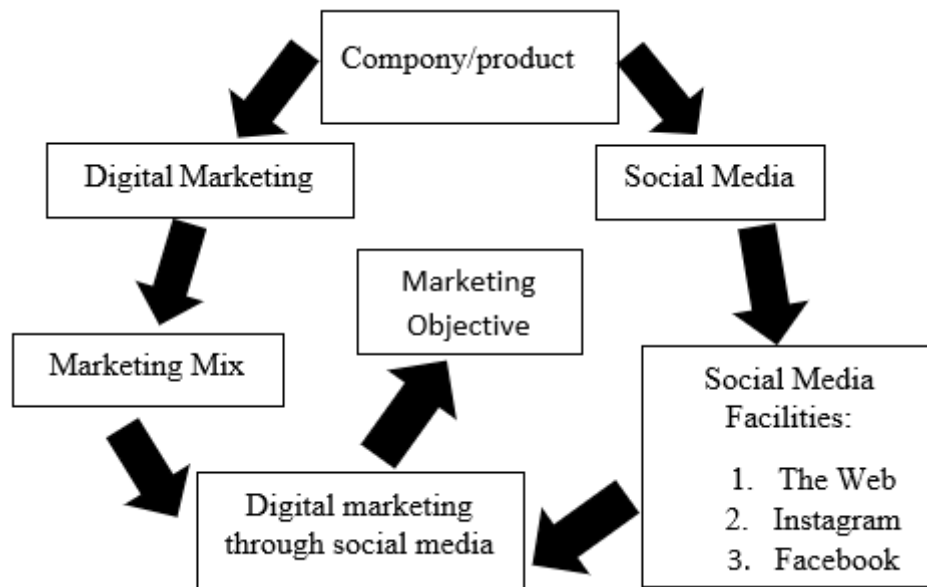 Compony/product
Digital Marketing
Social Media
Marketing
Objective
Marketing Mix
Social Media
Facilities:
1. The Web
2. Instagram
3. Facebook
Digital marketing
through social media